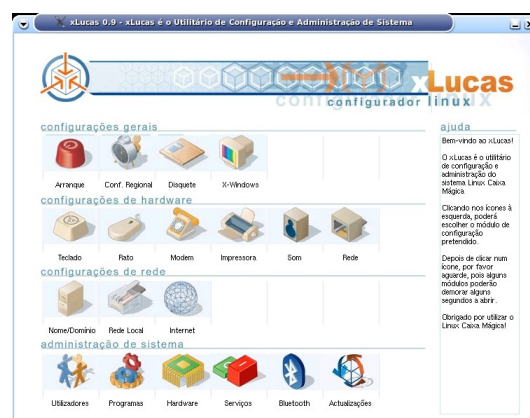 xLucas 0.9 - xLucas é o Utilitário de Configuração e Administração de Sistema
xLucas
configurador linux
configurações gerais
Arranque Conf. Regional Disquete X-Windows
configurações de hardware
Teclado Rato Modem Impressora Som Rede
configurações de rede
Nome/Domínio Rede Local Internet
administração de sistema
Utilizadores Programas Hardware Serviços Bluetooth Actualizações
ajuda
Bem-vindo ao xLucas!
O xLucas é o utilitário
de configuração e
administração do
sistema Linux Caixa
Mágica
Clicando nos ícones à
esquerda, poderá
escolher o módulo de
configuração
pretendido.
Depois de clicar num
ícone, por favor
aguarde, pois alguns
módulos poderão
demorar alguns
segundos a abrir.
Obrigado por utilizar o
Linux Caixa Mágica!